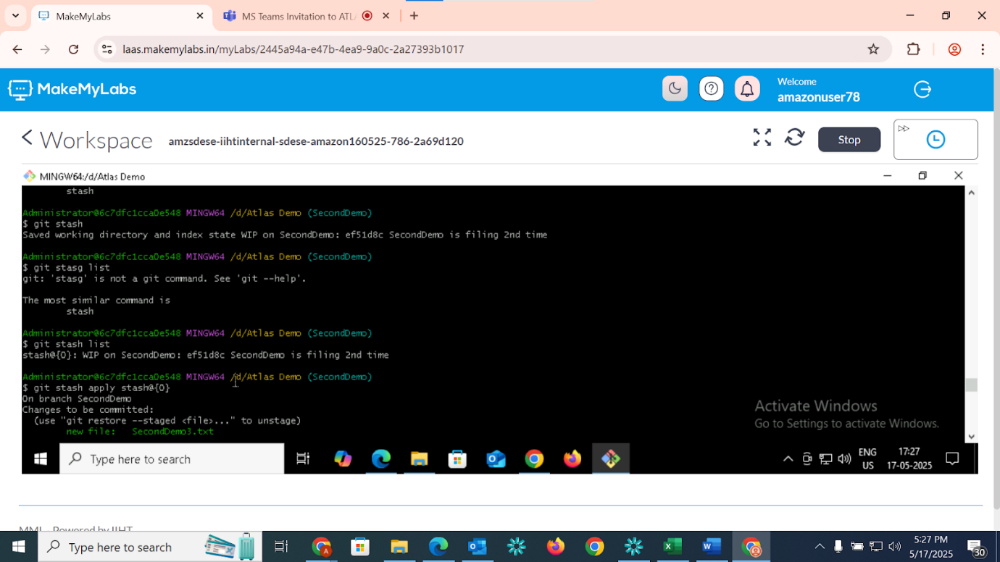 MakeMyLabs
MS Teams Invitation to ATL
laas.makemylabs.in/myLabs/2445a94a-e47b-4ea9-9a0c-2a27393b1017
MakeMyLabs
Welcome
amazonuser78
Workspace
amzsdese-iihtinternal-sdese-amazon160525-786-2a69d120
Stop
MINGW64:/d/Atlas Demo
stash
Administrator@6c7dfc1cca0e548 MINGW64 /d/Atlas Demo (SecondDemo)
$ git stash
Saved working directory and index state WIP on SecondDemo: ef51d8c SecondDemo is filing 2nd time
Administrator@6c7dfc1cca0e548 MINGW64 /d/Atlas Demo (SecondDemo)
$ git stasg list
git: 'stasg' is not a git command. See 'git --help'.
The most similar command is
stash
Administrator@6c7dfc1cca0e548 MINGW64 /d/Atlas Demo (SecondDemo)
$ git stash list
stash@{0}: WIP on SecondDemo: ef51d8c SecondDemo is filing 2nd time
Administrator@6c7dfc1cca0e548 MINGW64 /d/Atlas Demo (SecondDemo)
$ git stash apply stash@{0}
On branch SecondDemo
Changes to be committed:
(use "git restore --staged <file>..." to unstage)
new file:   SecondDemo3.txt
Activate Windows
Go to Settings to activate Windows.
Type here to search
ENG
US
17:27
17-05-2025
MML Powered by IIHT
Type here to search
5:27 PM
5/17/2025
30